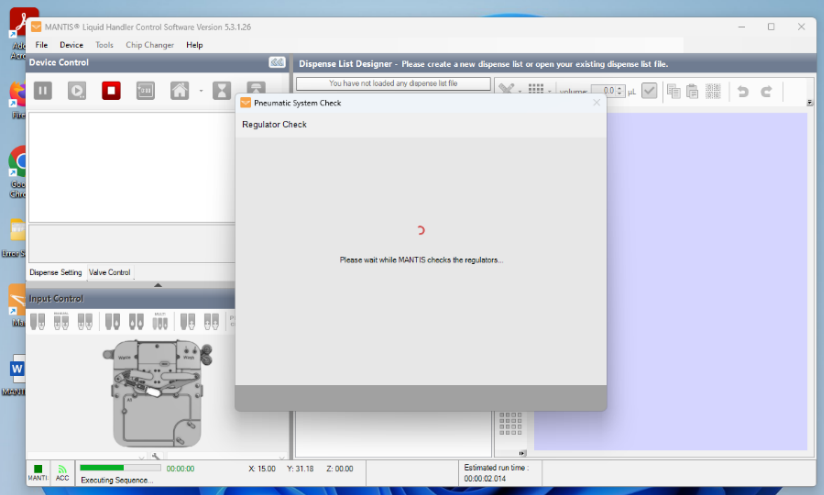 MANTIS® Liquid Handler Control Software Version 5.3.1.26
File Device Tools Chip Changer Help
Device Control
Dispense List Designer - Please create a new dispense list or open your existing dispense list file.
You have not loaded any dispense list file
volume 0.0 µL
Pneumatic System Check
Regulator Check
Please wait while MANTIS checks the regulators...
Dispense Setting Valve Control
Input Control
MANTI ACC
00:00:00
Executing Sequence...
X: 15.00 Y: 31.18 Z: 00.00
Estimated run time :
00:00:02.014